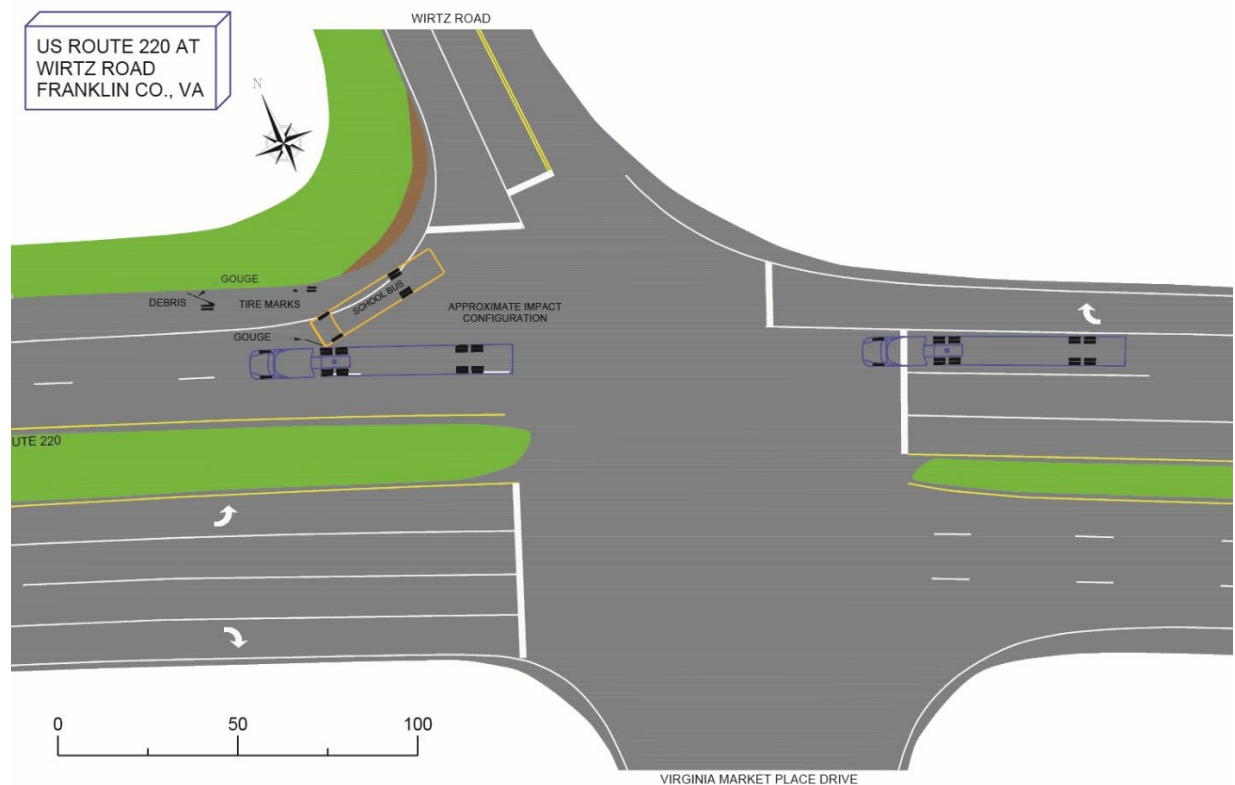 WIRTZ ROAD
US ROUTE 220 AT
WIRTZ ROAD
FRANKLIN CO., VA
N
GOUGE
DEBRIS
TIRE MARKS
SCHOOL BUS
APPROXIMATE IMPACT
CONFIGURATION
GOUGE
UTE 220
0
50
100
VIRGINIA MARKET PLACE DRIVE